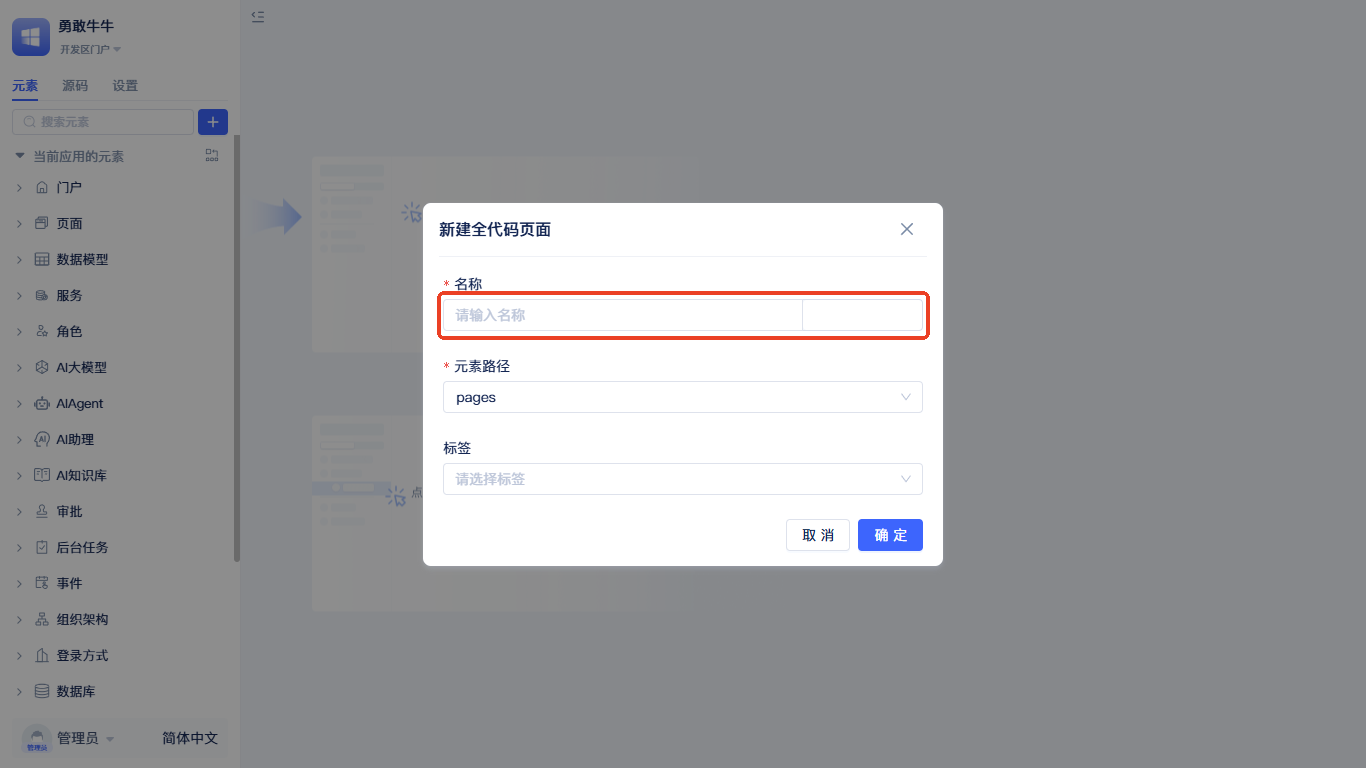 勇敢牛牛
开发区门户
元素 源码 设置
搜索元素
当前应用的元素
门户
页面
数据模型
服务
角色
AI大模型
AIAgent
AI助理
AI知识库
审批
后台任务
事件
组织架构
登录方式
数据库
管理员
管理员 简体中文
点
新建全代码页面
* 名称
请输入名称
* 元素路径
pages
标签
请选择标签
取 消 确 定